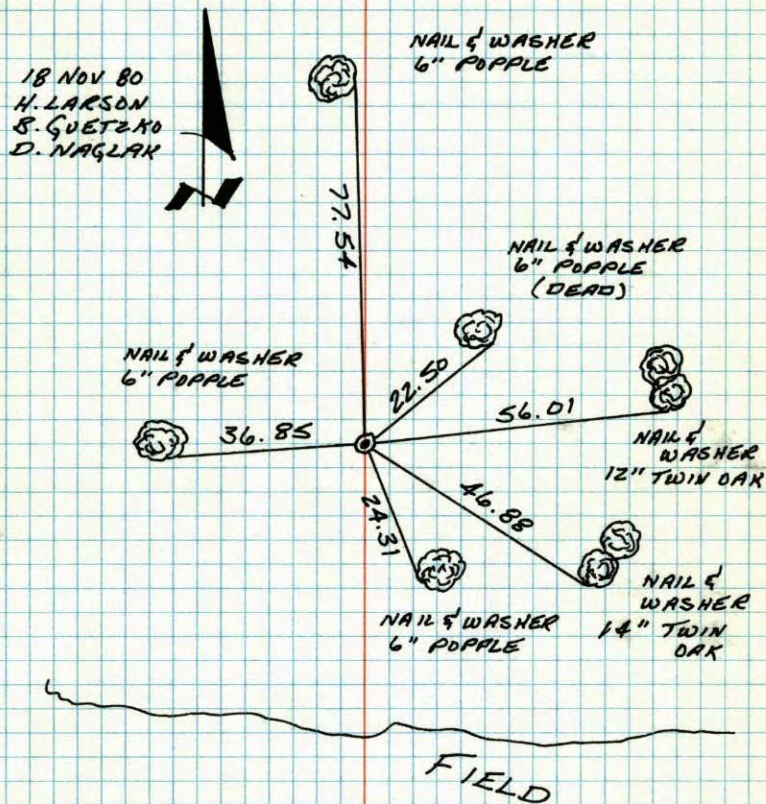 18 NOV 80
H. LARSON
B. GUETZKO
D. NAGLAK
NAIL & WASHER
6" POPPLE
77.54
NAIL & WASHER
6" POPPLE
(DEAD)
22.50
NAIL & WASHER
6" POPPLE
36.85
56.01
NAIL &
WASHER
12" TWIN OAK
46.88
24.31
NAIL &
WASHER
14" TWIN
OAK
NAIL & WASHER
6" POPPLE
FIELD